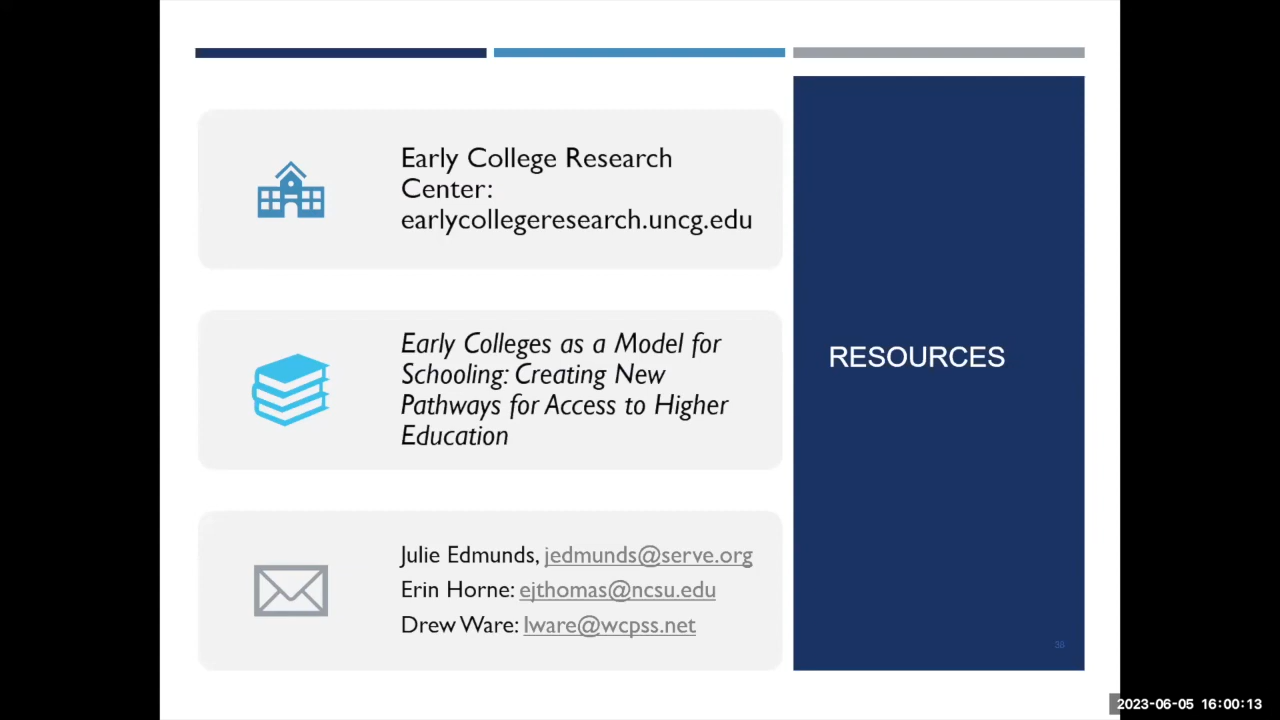 Early College Research
Center:
earlycollegeresearch.uncg.edu
Early Colleges as a Model for
Schooling: Creating New
Pathways for Access to Higher
Education
Julie Edmunds, jedmunds@serve.org
Erin Horne: ejthomas@ncsu.edu
Drew Ware: lware@wcpss.net
RESOURCES
38
2023-06-05 16:00:13